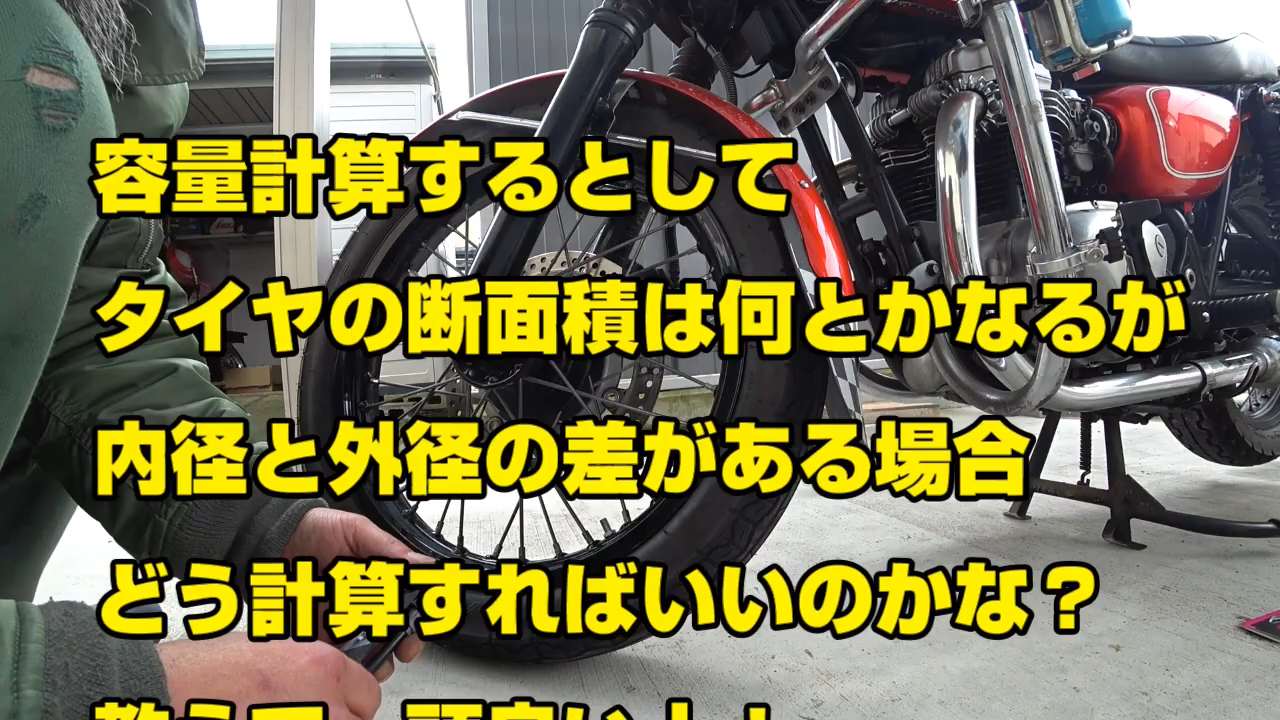 容量計算するとして
タイヤの断面積は何とかなるが
内径と外径の差がある場合
どう計算すればいいのかな？